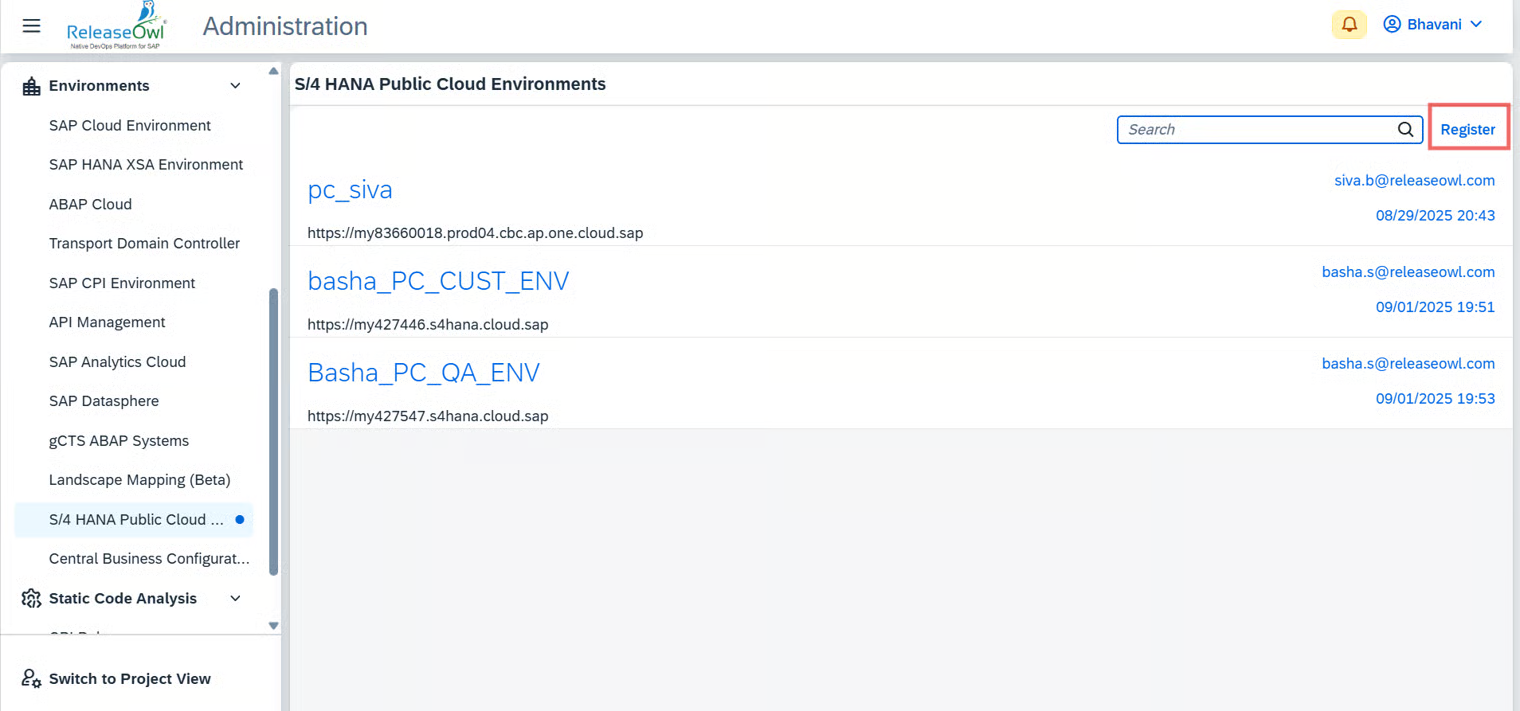 ReleaseOwl
Native DevOps Platform for SAP
Administration
Bhavani
Environments
SAP Cloud Environment
SAP HANA XSA Environment
ABAP Cloud
Transport Domain Controller
SAP CPI Environment
API Management
SAP Analytics Cloud
SAP Datasphere
gCTS ABAP Systems
Landscape Mapping (Beta)
S/4 HANA Public Cloud ...
Central Business Configurat...
Static Code Analysis
Switch to Project View
S/4 HANA Public Cloud Environments
Search
Register
pc_siva
siva.b@releaseowl.com
08/29/2025 20:43
https://my83660018.prod04.cbc.ap.one.cloud.sap
basha_PC_CUST_ENV
basha.s@releaseowl.com
09/01/2025 19:51
https://my427446.s4hana.cloud.sap
Basha_PC_QA_ENV
basha.s@releaseowl.com
09/01/2025 19:53
https://my427547.s4hana.cloud.sap